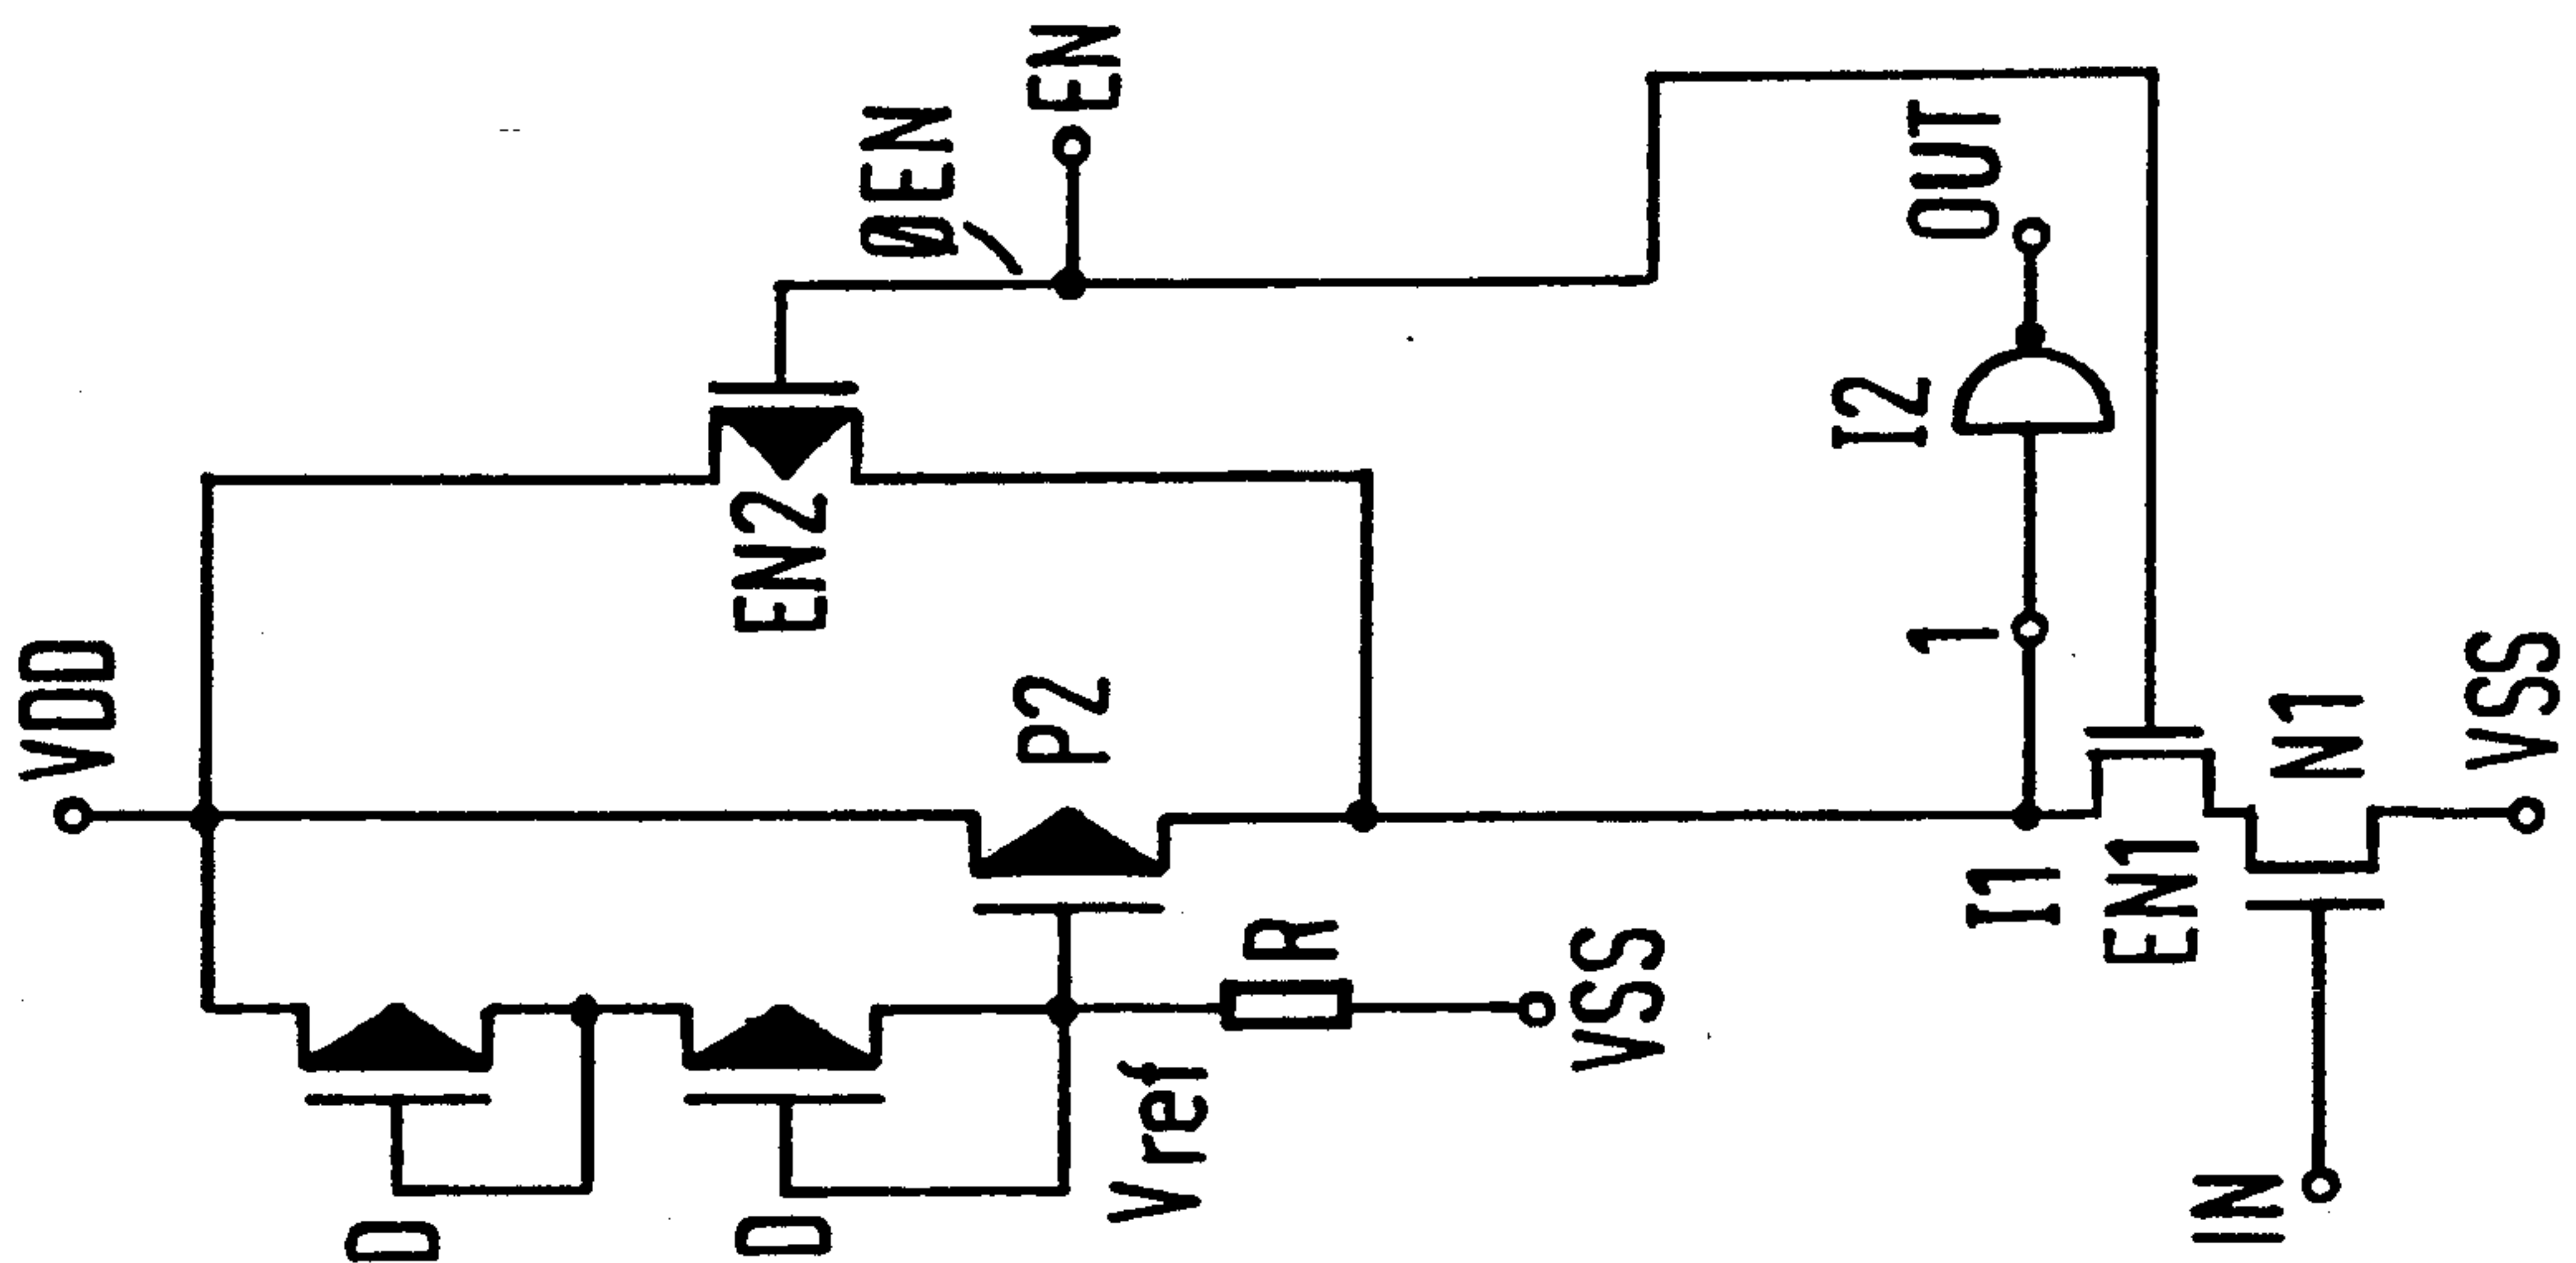 VDD
D
D
EN2
P2
ØEN
EN
Vref
R
VSS
I2
OUT
1
I1
EN1
N1
IN
VSS